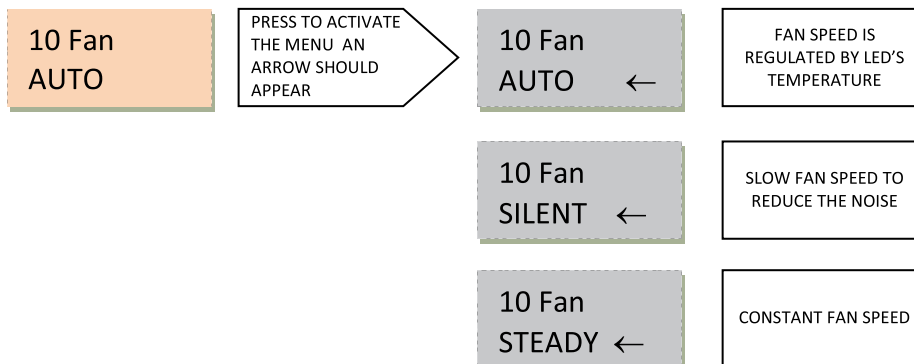 10 Fan
AUTO
PRESS TO ACTIVATE
THE MENU AN
ARROW SHOULD
APPEAR
10 Fan
AUTO ←
FAN SPEED IS
REGULATED BY LED'S
TEMPERATURE
10 Fan
SILENT ←
SLOW FAN SPEED TO
REDUCE THE NOISE
10 Fan
STEADY ←
CONSTANT FAN SPEED